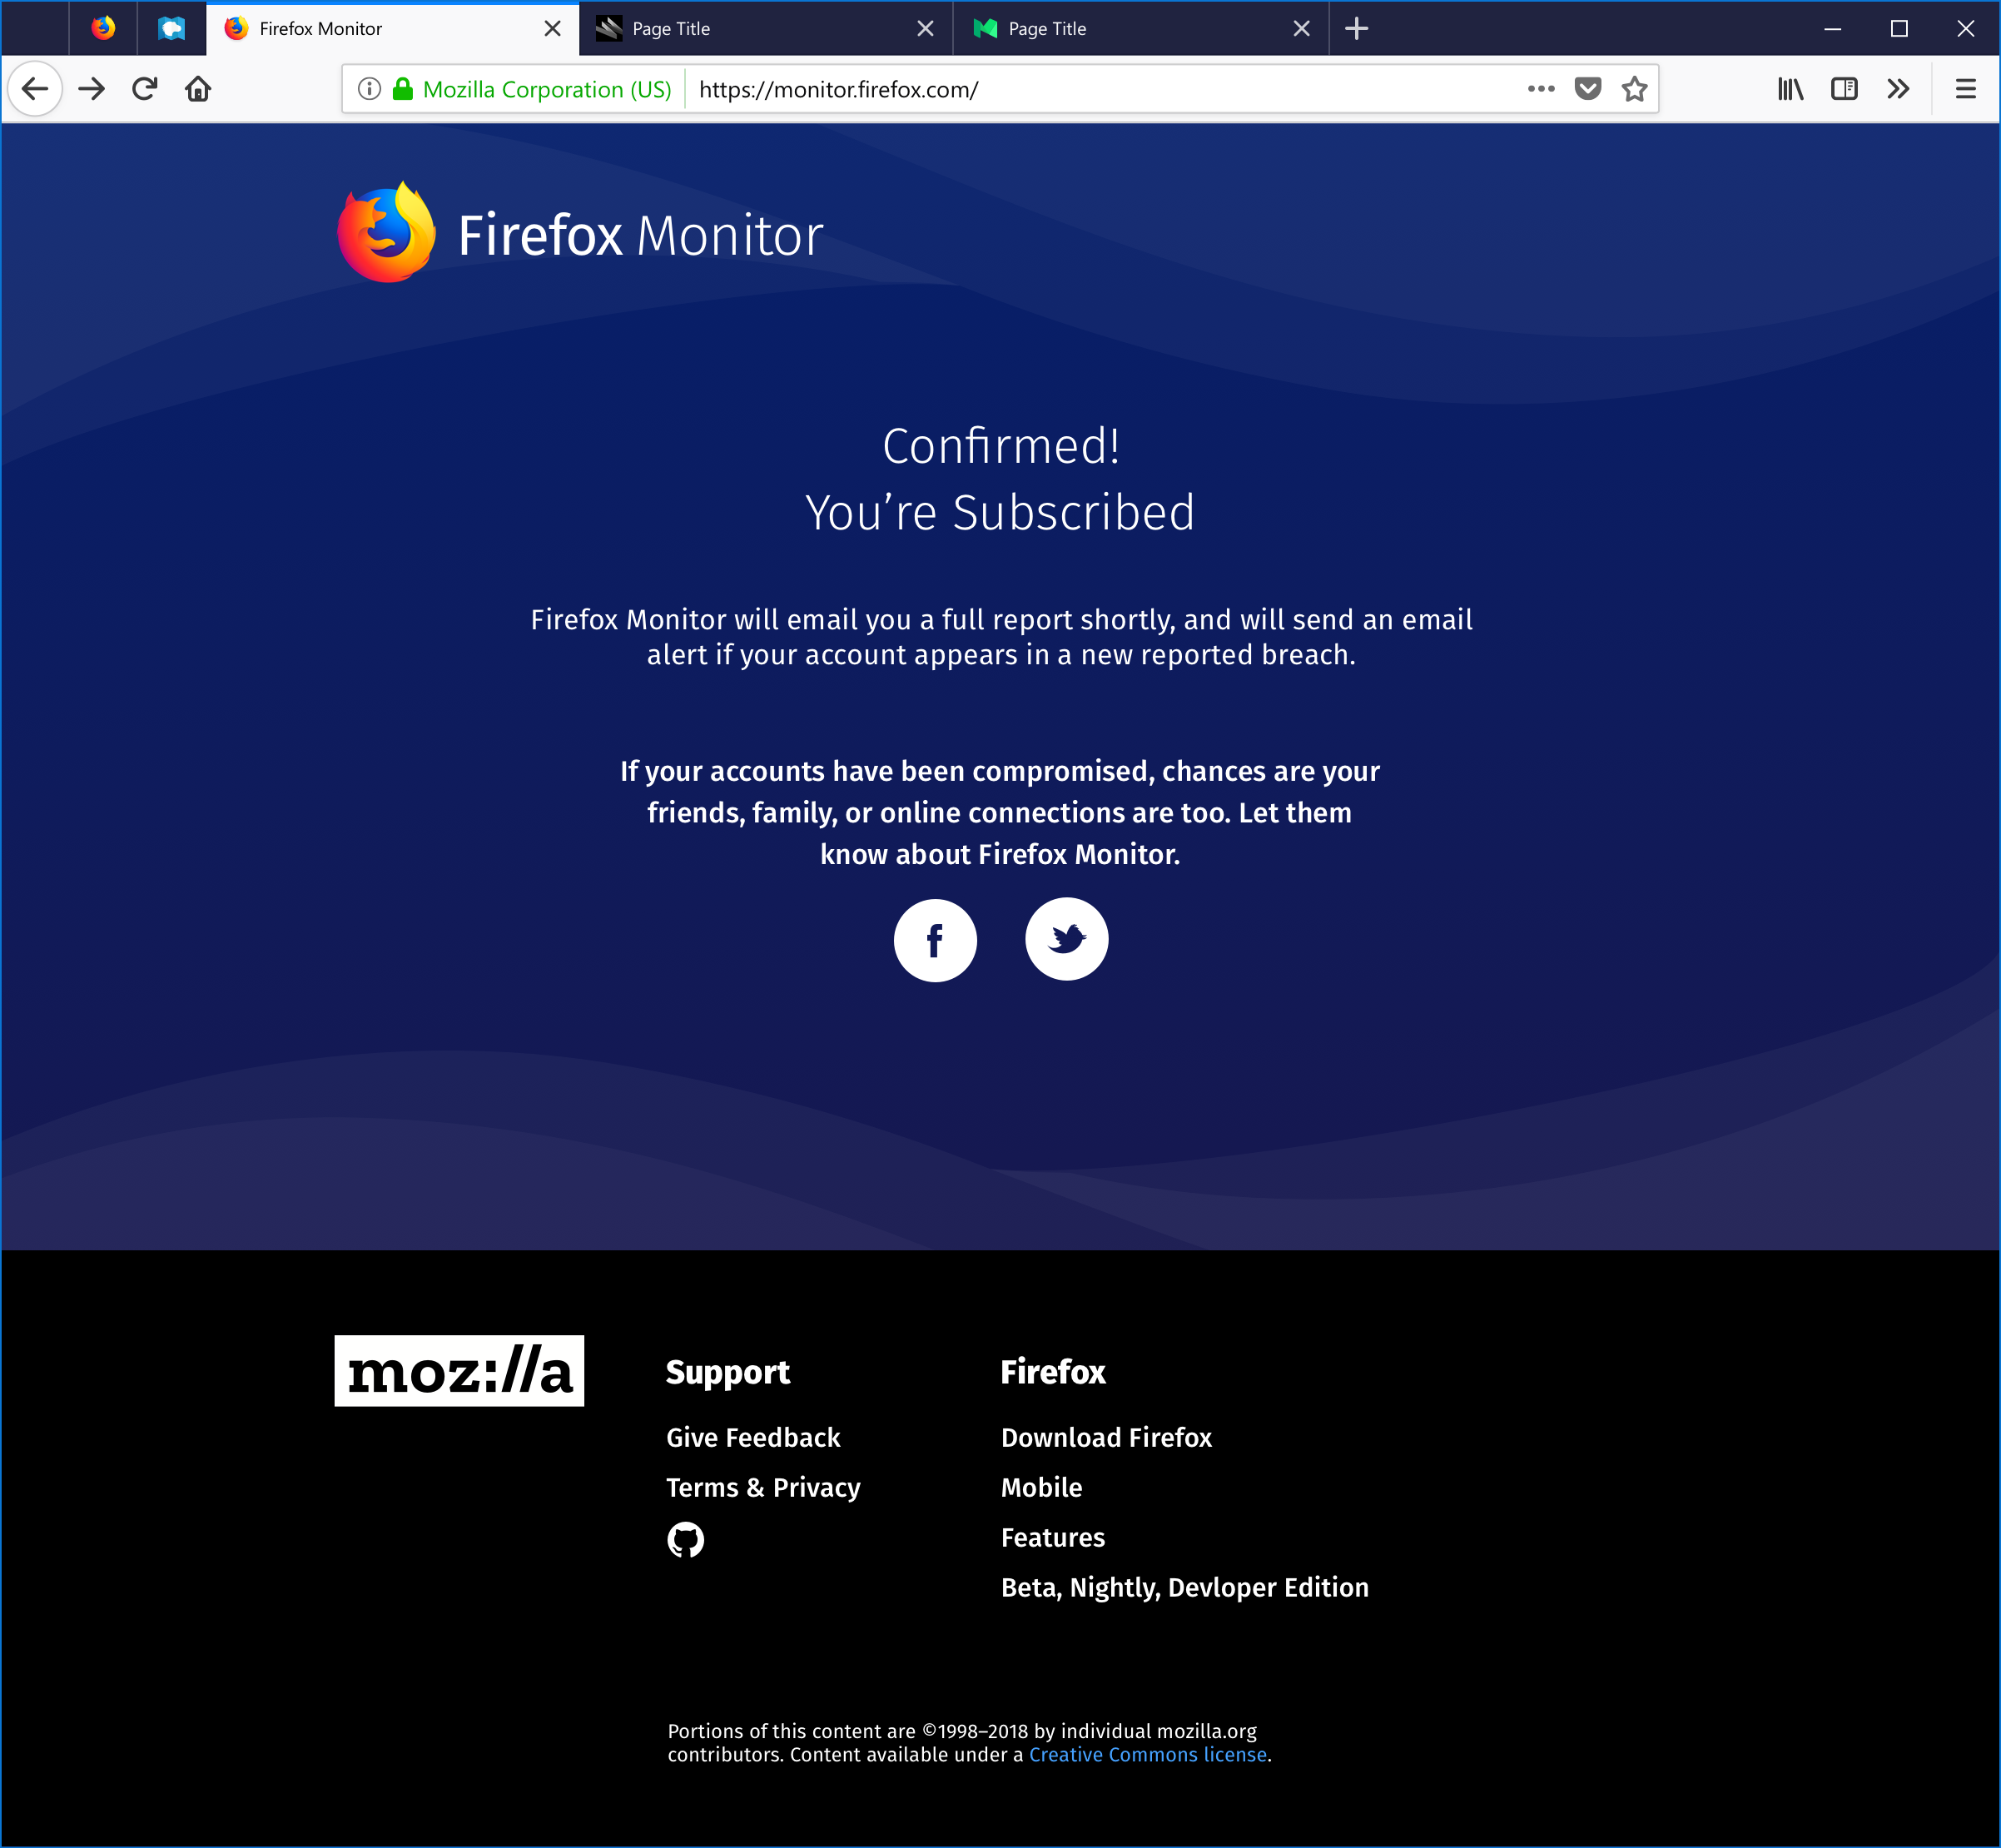 Firefox Monitor
Page Title
Page Title
Mozilla Corporation (US)
https://monitor.firefox.com/
Firefox Monitor
Confirmed!
You’re Subscribed
Firefox Monitor will email you a full report shortly, and will send an email
alert if your account appears in a new reported breach.
If your accounts have been compromised, chances are your
friends, family, or online connections are too. Let them
know about Firefox Monitor.
moz://a
Support
Give Feedback
Terms & Privacy
Firefox
Download Firefox
Mobile
Features
Beta, Nightly, Devloper Edition
Portions of this content are ©1998–2018 by individual mozilla.org
contributors. Content available under a Creative Commons license.